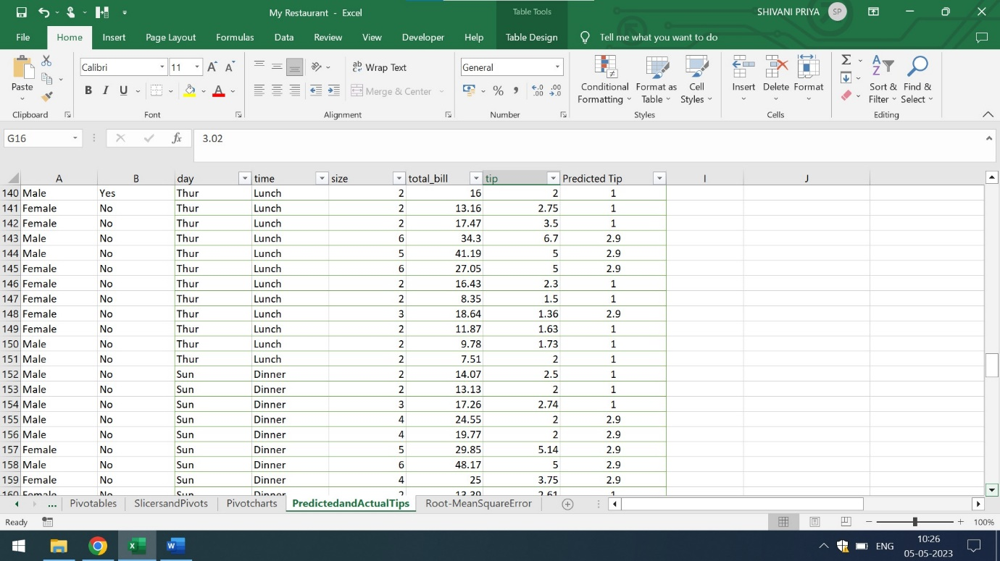 My Restaurant - Excel
Table Tools
SHIVANI PRIYA SP
File Home Insert Page Layout Formulas Data Review View Developer Help Table Design Tell me what you want to do
Calibri 11 ab Wrap Text General
Paste B I U A Merge & Center % Conditional Formatting Format as Table Cell Styles Insert Delete Format Sort & Filter Find & Select
Clipboard Font Alignment Number Styles Cells Editing
G16 fx 3.02
A B day time size total_bill tip Predicted Tip I J
140 Male Yes Thur Lunch 2 16 2 1
141 Female No Thur Lunch 2 13.16 2.75 1
142 Female No Thur Lunch 2 17.47 3.5 1
143 Male No Thur Lunch 6 34.3 6.7 2.9
144 Male No Thur Lunch 5 41.19 5 2.9
145 Female No Thur Lunch 6 27.05 5 2.9
146 Female No Thur Lunch 2 16.43 2.3 1
147 Female No Thur Lunch 2 8.35 1.5 1
148 Female No Thur Lunch 3 18.64 1.36 2.9
149 Female No Thur Lunch 2 11.87 1.63 1
150 Male No Thur Lunch 2 9.78 1.73 1
151 Male No Thur Lunch 2 7.51 2 1
152 Male No Sun Dinner 2 14.07 2.5 1
153 Male No Sun Dinner 2 13.13 2 1
154 Male No Sun Dinner 3 17.26 2.74 1
155 Male No Sun Dinner 4 24.55 2 2.9
156 Male No Sun Dinner 4 19.77 2 2.9
157 Female No Sun Dinner 5 29.85 5.14 2.9
158 Male No Sun Dinner 6 48.17 5 2.9
159 Female No Sun Dinner 4 25 3.75 2.9
... Pivotables SlicersandPivots Pivotcharts PredictedandActualTips Root-MeanSquareError
Ready 100%
ENG 10:26
05-05-2023